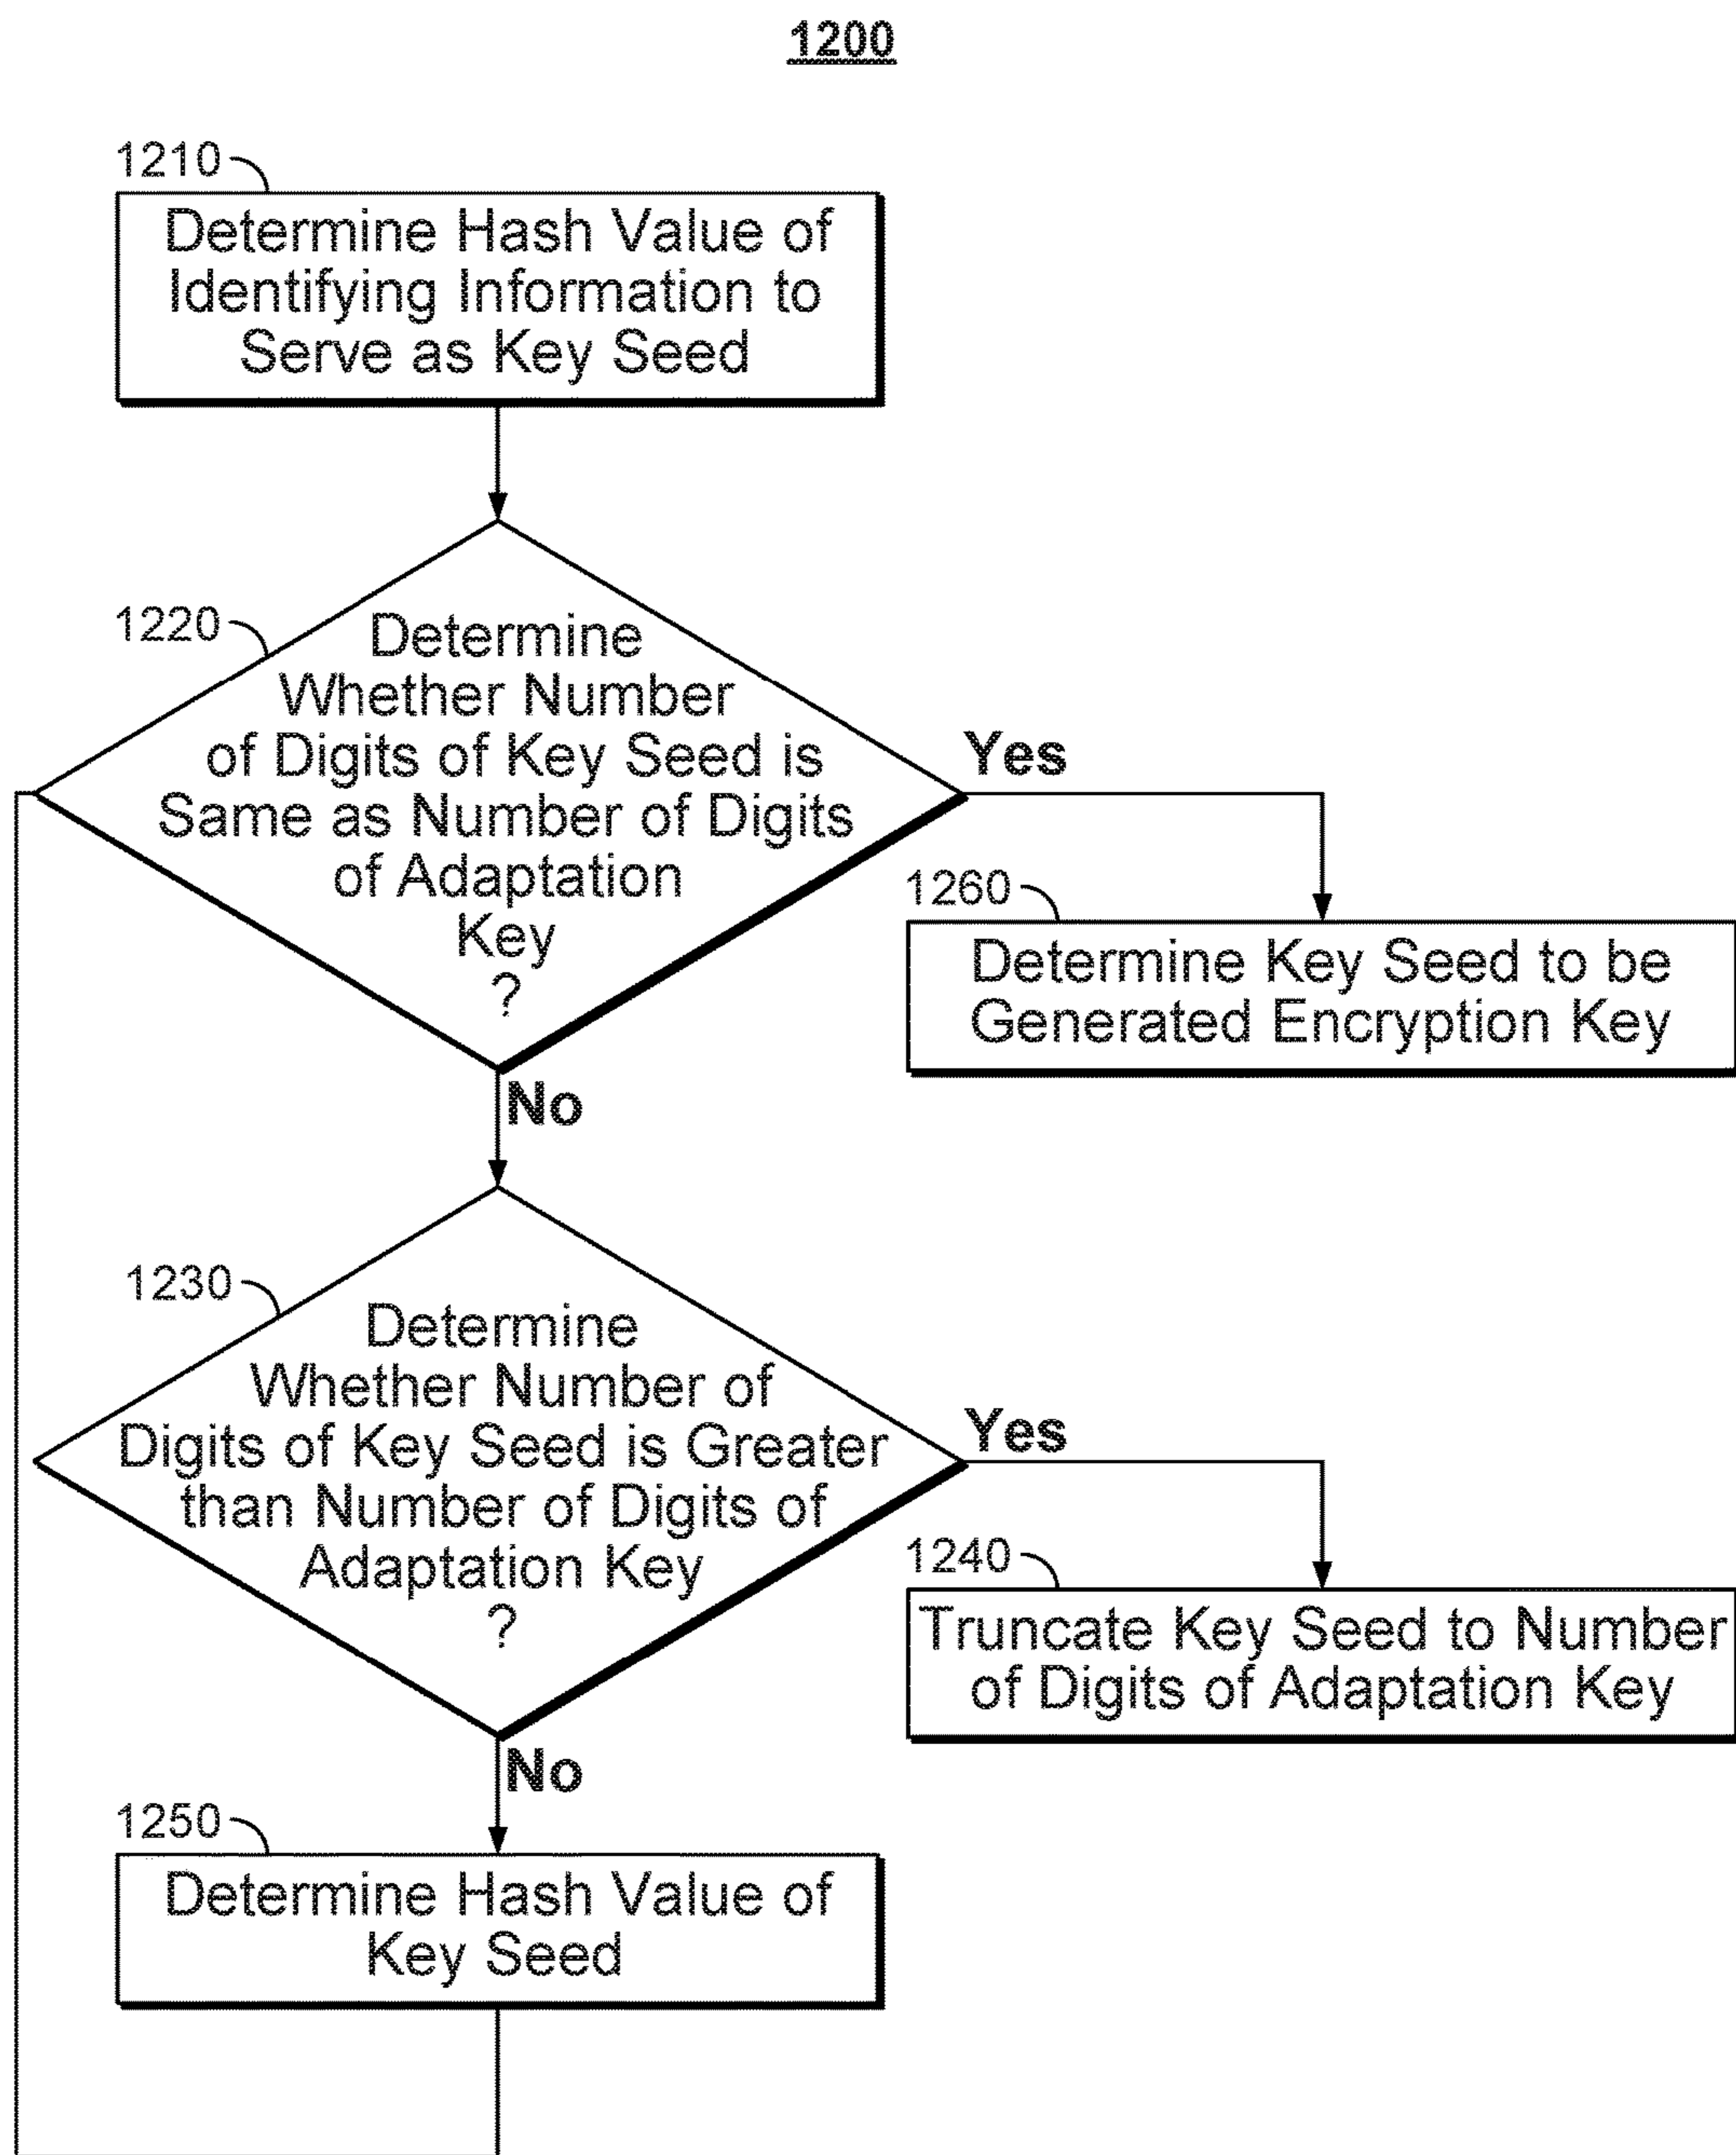 1200
1210
Determine Hash Value of
Identifying Information to
Serve as Key Seed
1220
Determine
Whether Number
of Digits of Key Seed is
Same as Number of Digits
of Adaptation
Key
?
Yes
1260
Determine Key Seed to be
Generated Encryption Key
No
1230
Determine
Whether Number of
Digits of Key Seed is Greater
than Number of Digits of
Adaptation Key
?
Yes
1240
Truncate Key Seed to Number
of Digits of Adaptation Key
No
1250
Determine Hash Value of
Key Seed